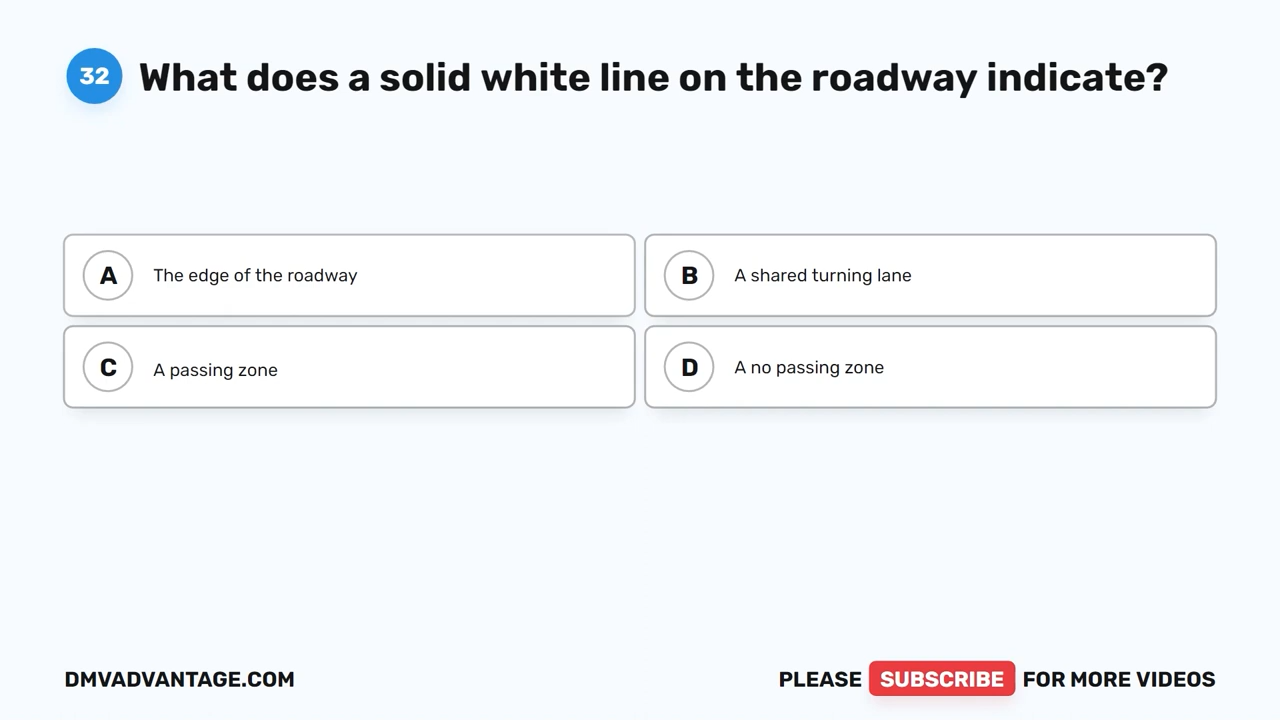 32 What does a solid white line on the roadway indicate?
A The edge of the roadway
B A shared turning lane
C A passing zone
D A no passing zone
DMVADVANTAGE.COM
PLEASE SUBSCRIBE FOR MORE VIDEOS